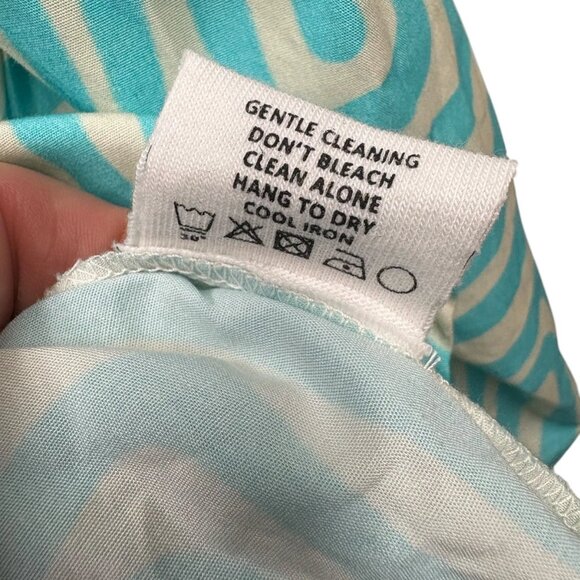 GENTLE CLEANING
DON'T BLEACH
CLEAN ALONE
HANG TO DRY
COOL IRON
30°